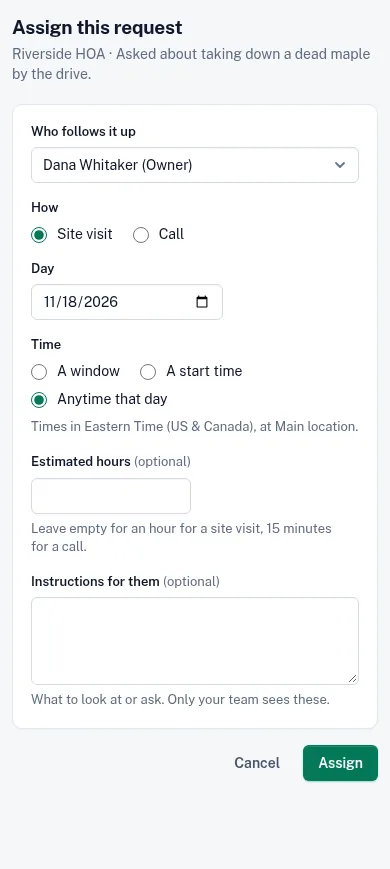 Assign this request
Riverside HOA · Asked about taking down a dead maple
by the drive.
Who follows it up
Dana Whitaker (Owner)
How
Site visit
Call
Day
11/18/2026
Time
A window
A start time
Anytime that day
Times in Eastern Time (US & Canada), at Main location.
Estimated hours (optional)
Leave empty for an hour for a site visit, 15 minutes
for a call.
Instructions for them (optional)
What to look at or ask. Only your team sees these.
Cancel
Assign